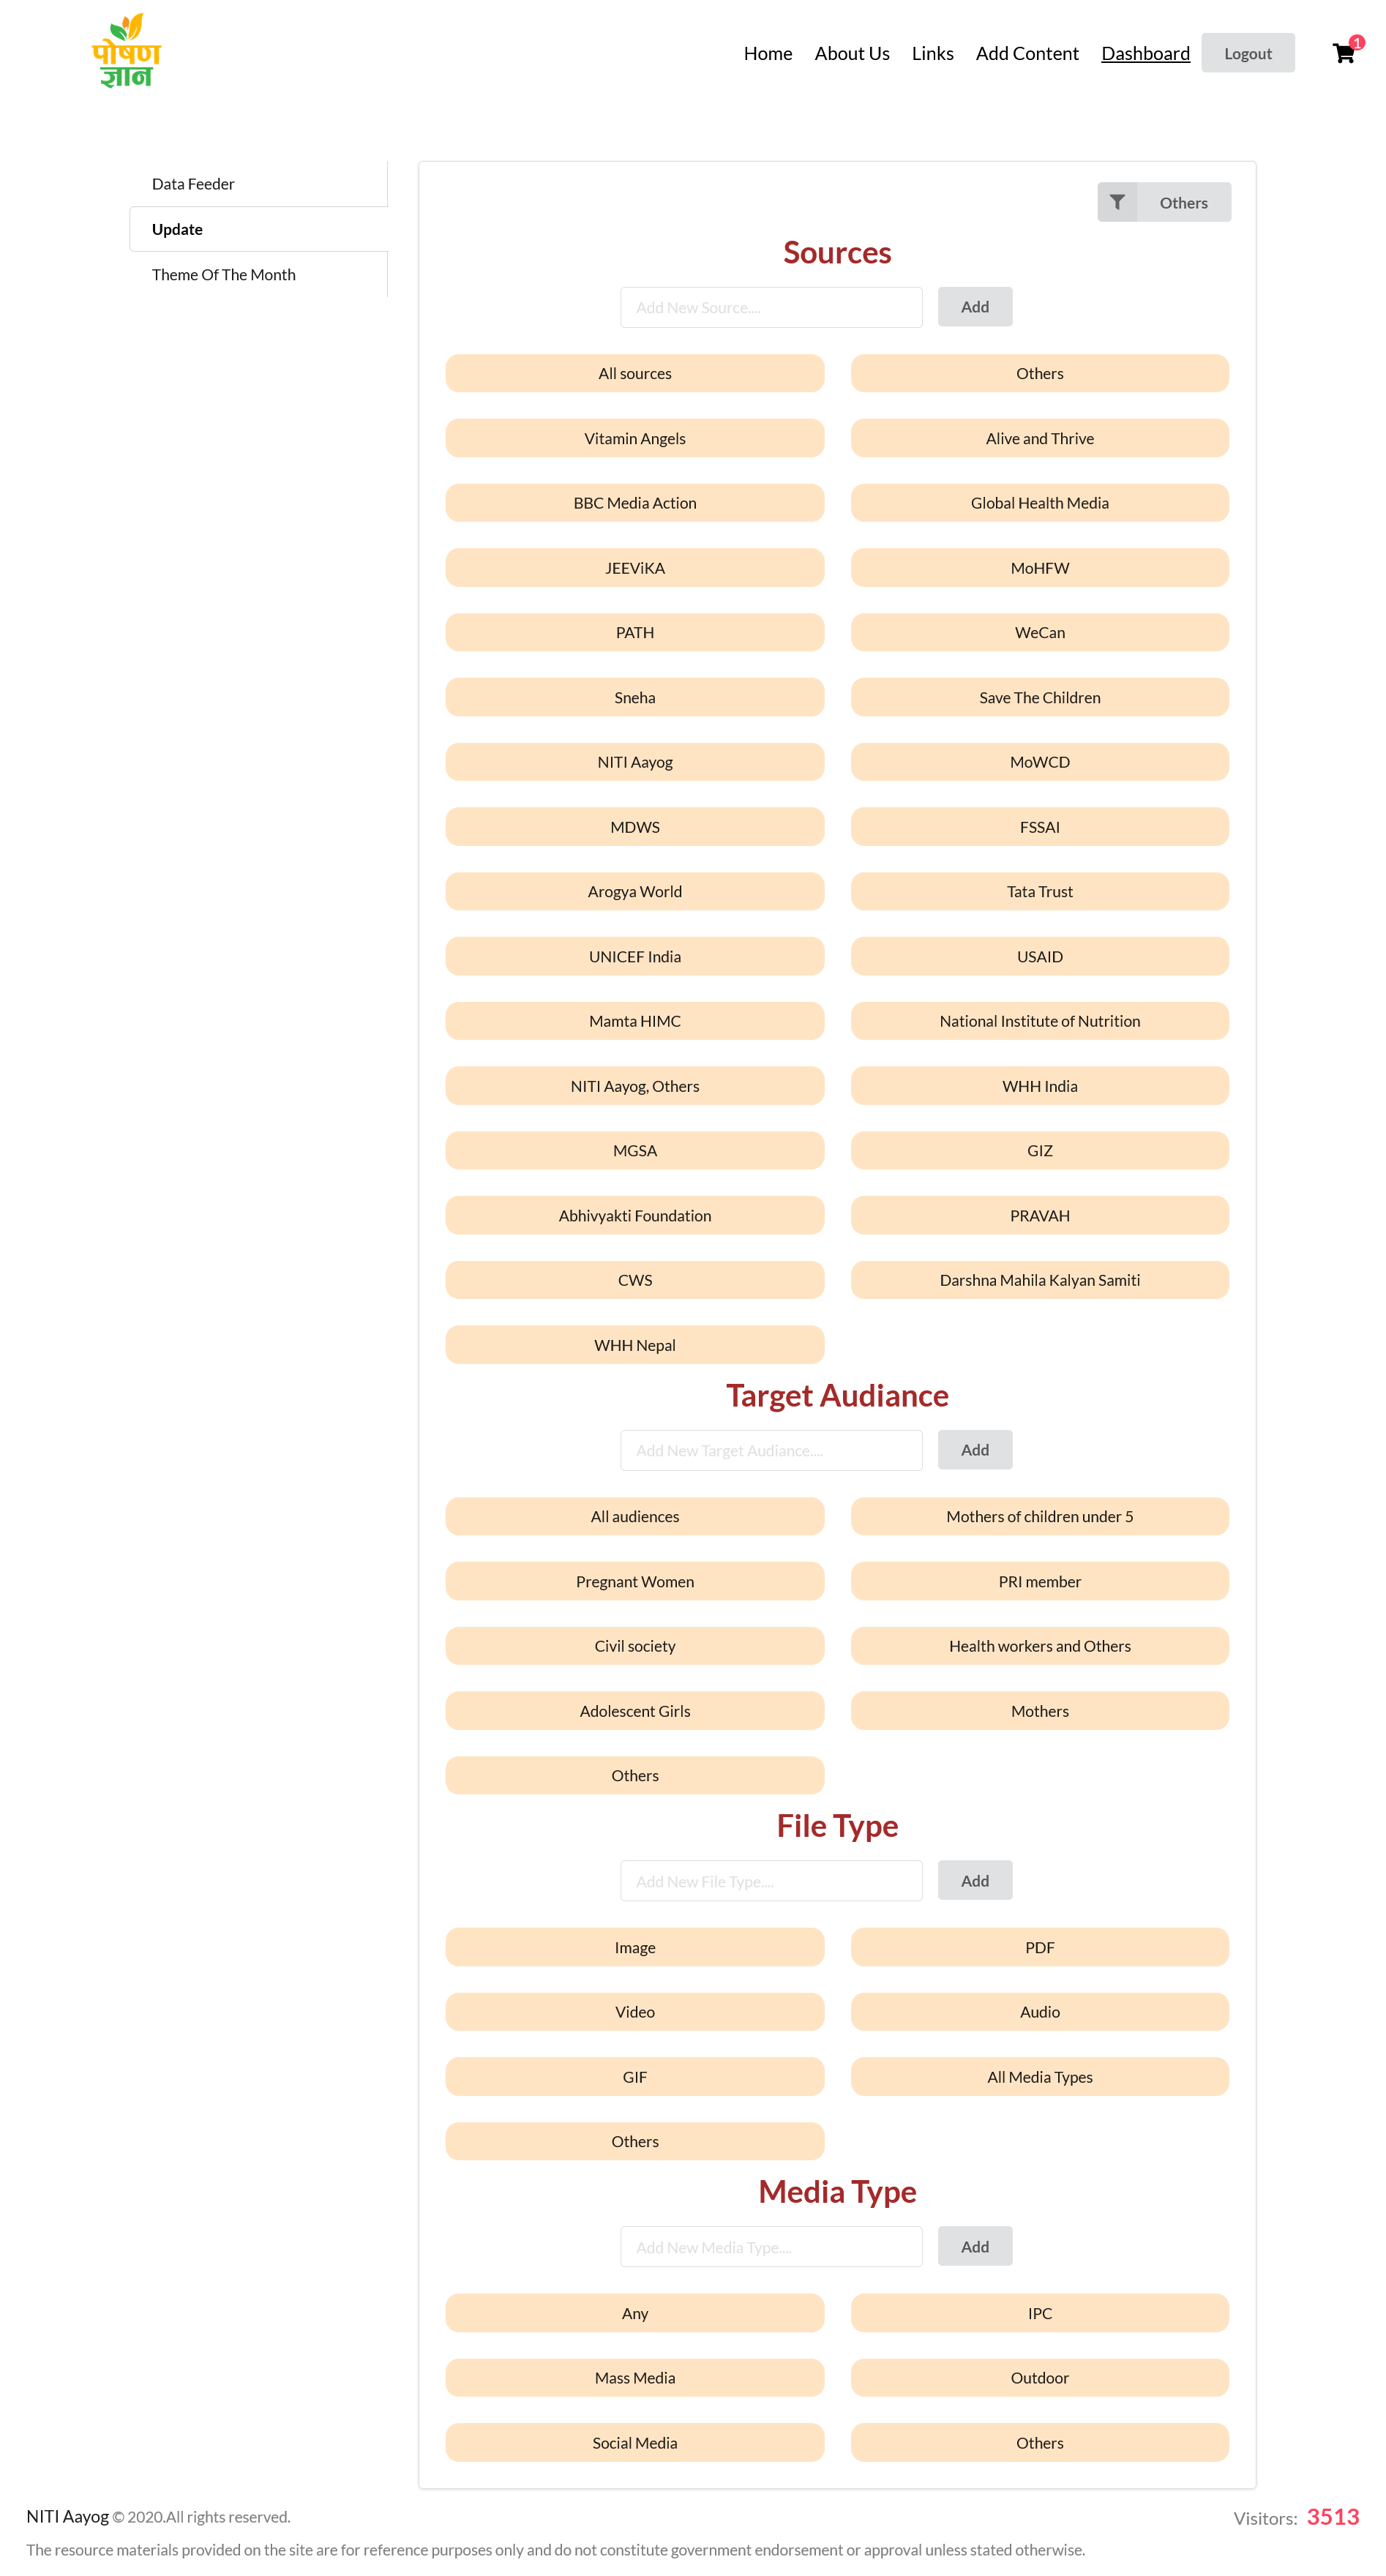 पोषण
ज्ञान
Home About Us Links Add Content Dashboard Logout 1
Data Feeder
Update
Theme Of The Month
Others
Sources
Add New Source.... Add
All sources Others
Vitamin Angels Alive and Thrive
BBC Media Action Global Health Media
JEEViKA MoHFW
PATH WeCan
Sneha Save The Children
NITI Aayog MoWCD
MDWS FSSAI
Arogya World Tata Trust
UNICEF India USAID
Mamta HIMC National Institute of Nutrition
NITI Aayog, Others WHH India
MGSA GIZ
Abhivyakti Foundation PRAVAH
CWS Darshna Mahila Kalyan Samiti
WHH Nepal
Target Audiance
Add New Target Audiance.... Add
All audiences Mothers of children under 5
Pregnant Women PRI member
Civil society Health workers and Others
Adolescent Girls Mothers
Others
File Type
Add New File Type.... Add
Image PDF
Video Audio
GIF All Media Types
Others
Media Type
Add New Media Type.... Add
Any IPC
Mass Media Outdoor
Social Media Others
NITI Aayog © 2020.All rights reserved. Visitors: 3513
The resource materials provided on the site are for reference purposes only and do not constitute government endorsement or approval unless stated otherwise.